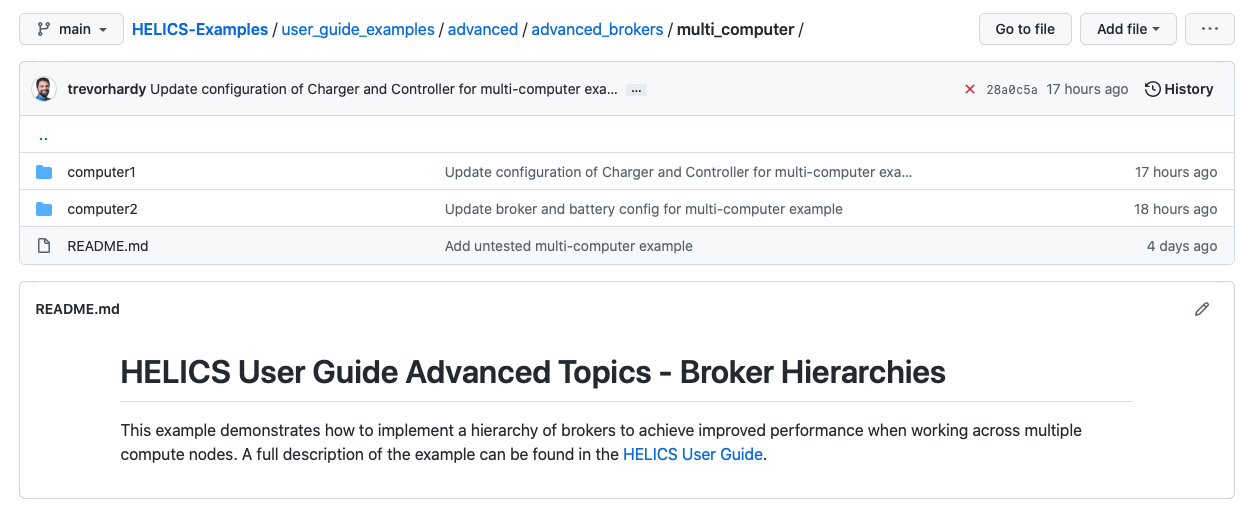 main HELICS-Examples / user_guide_examples / advanced / advanced_brokers / multi_computer / Go to file Add file ...
trevorhardy Update configuration of Charger and Controller for multi-computer exa... ... 28a0c5a 17 hours ago History
..
computer1 Update configuration of Charger and Controller for multi-computer exa... 17 hours ago
computer2 Update broker and battery config for multi-computer example 18 hours ago
README.md Add untested multi-computer example 4 days ago
README.md
HELICS User Guide Advanced Topics - Broker Hierarchies
This example demonstrates how to implement a hierarchy of brokers to achieve improved performance when working across multiple
compute nodes. A full description of the example can be found in the HELICS User Guide.